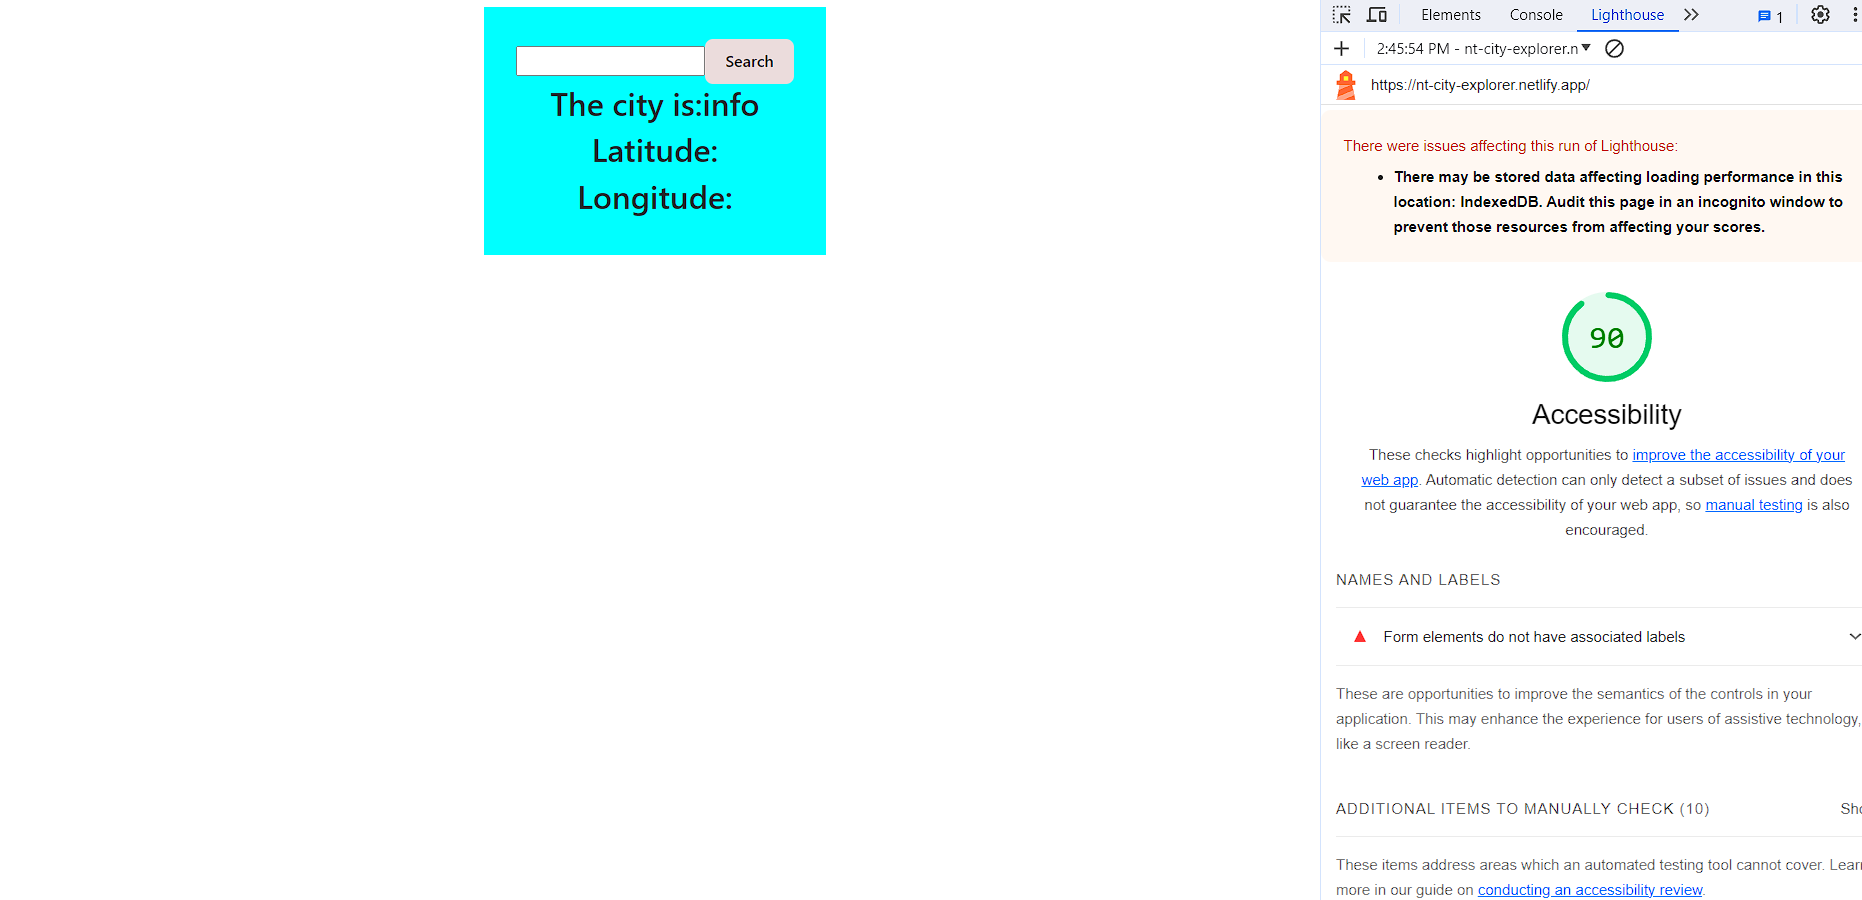 Search
The city is:info
Latitude:
Longitude:
Elements Console Lighthouse 1
2:45:54 PM - nt-city-explorer.n
https://nt-city-explorer.netlify.app/
There were issues affecting this run of Lighthouse:
• There may be stored data affecting loading performance in this
location: IndexedDB. Audit this page in an incognito window to
prevent those resources from affecting your scores.
90
Accessibility
These checks highlight opportunities to improve the accessibility of your
web app. Automatic detection can only detect a subset of issues and does
not guarantee the accessibility of your web app, so manual testing is also
encouraged.
NAMES AND LABELS
Form elements do not have associated labels
These are opportunities to improve the semantics of the controls in your
application. This may enhance the experience for users of assistive technology,
like a screen reader.
ADDITIONAL ITEMS TO MANUALLY CHECK (10)
These items address areas which an automated testing tool cannot cover. Learn
more in our guide on conducting an accessibility review.